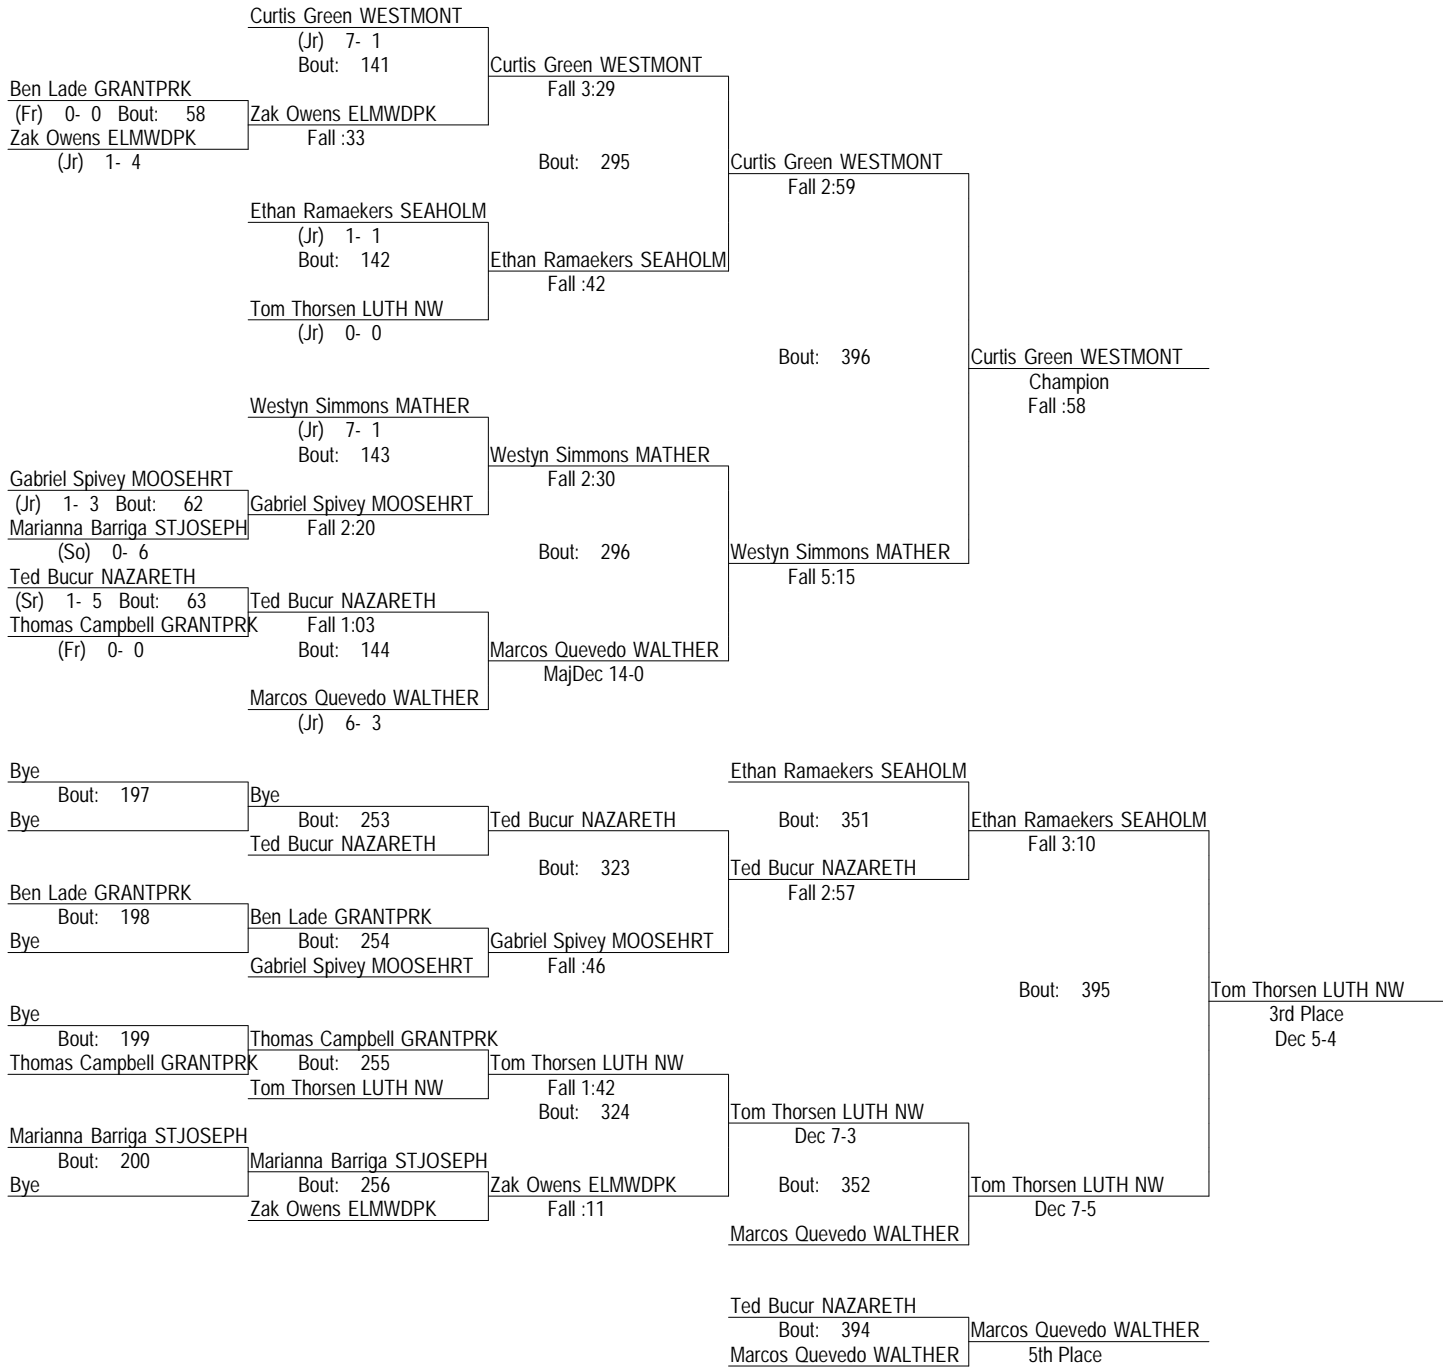 Curtis Green WESTMONT
(Jr) 7- 1
Bout: 141
Curtis Green WESTMONT
Fall 3:29
Ben Lade GRANTPRK
(Fr) 0- 0 Bout: 58
Zak Owens ELMWDPK
Zak Owens ELMWDPK
Fall :33
(Jr) 1- 4
Bout: 295
Curtis Green WESTMONT
Fall 2:59
Ethan Ramaekers SEAHOLM
(Jr) 1- 1
Bout: 142
Ethan Ramaekers SEAHOLM
Fall :42
Tom Thorsen LUTH NW
(Jr) 0- 0
Bout: 396
Curtis Green WESTMONT
Champion
Fall :58
Westyn Simmons MATHER
(Jr) 7- 1
Bout: 143
Westyn Simmons MATHER
Fall 2:30
Gabriel Spivey MOOSEHRT
(Jr) 1- 3 Bout: 62
Gabriel Spivey MOOSEHRT
Marianna Barriga STJOSEPH
Fall 2:20
(So) 0- 6
Bout: 296
Westyn Simmons MATHER
Fall 5:15
Ted Bucur NAZARETH
(Sr) 1- 5 Bout: 63
Ted Bucur NAZARETH
Thomas Campbell GRANTPRK
Fall 1:03
(Fr) 0- 0
Bout: 144
Marcos Quevedo WALTHER
MajDec 14-0
Marcos Quevedo WALTHER
(Jr) 6- 3
Bye
Bout: 197
Bye
Bye
Bout: 253
Ted Bucur NAZARETH
Ted Bucur NAZARETH
Ethan Ramaekers SEAHOLM
Bout: 351
Ethan Ramaekers SEAHOLM
Fall 3:10
Bout: 323
Ted Bucur NAZARETH
Fall 2:57
Ben Lade GRANTPRK
Bout: 198
Bye
Ben Lade GRANTPRK
Bout: 254
Gabriel Spivey MOOSEHRT
Gabriel Spivey MOOSEHRT
Fall :46
Bout: 395
Tom Thorsen LUTH NW
3rd Place
Dec 5-4
Bye
Bout: 199
Thomas Campbell GRANTPRK
Thomas Campbell GRANTPRK
Bout: 255
Tom Thorsen LUTH NW
Tom Thorsen LUTH NW
Fall 1:42
Bout: 324
Tom Thorsen LUTH NW
Dec 7-3
Marianna Barriga STJOSEPH
Bout: 200
Bye
Marianna Barriga STJOSEPH
Bout: 256
Zak Owens ELMWDPK
Zak Owens ELMWDPK
Fall :11
Bout: 352
Tom Thorsen LUTH NW
Dec 7-5
Marcos Quevedo WALTHER
Ted Bucur NAZARETH
Bout: 394
Marcos Quevedo WALTHER
Marcos Quevedo WALTHER
5th Place